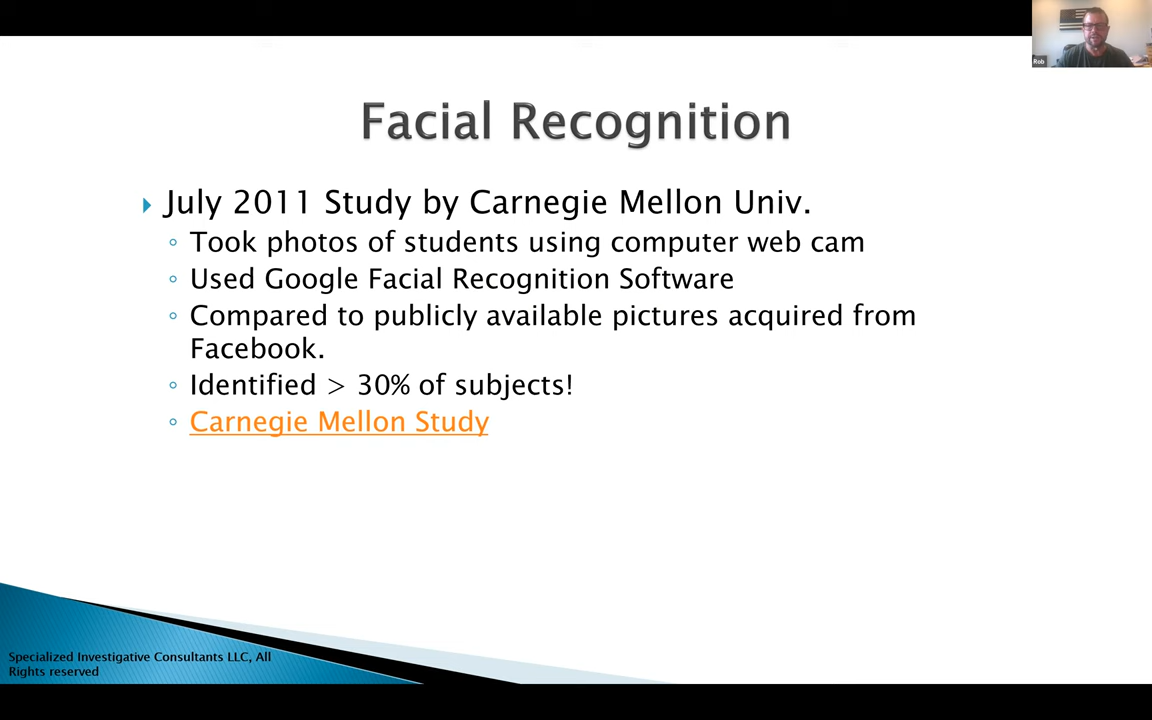 Rob
Facial Recognition
July 2011 Study by Carnegie Mellon Univ.
Took photos of students using computer web cam
Used Google Facial Recognition Software
Compared to publicly available pictures acquired from
Facebook.
Identified > 30% of subjects!
Carnegie Mellon Study
Specialized Investigative Consultants LLC, All
Rights reserved